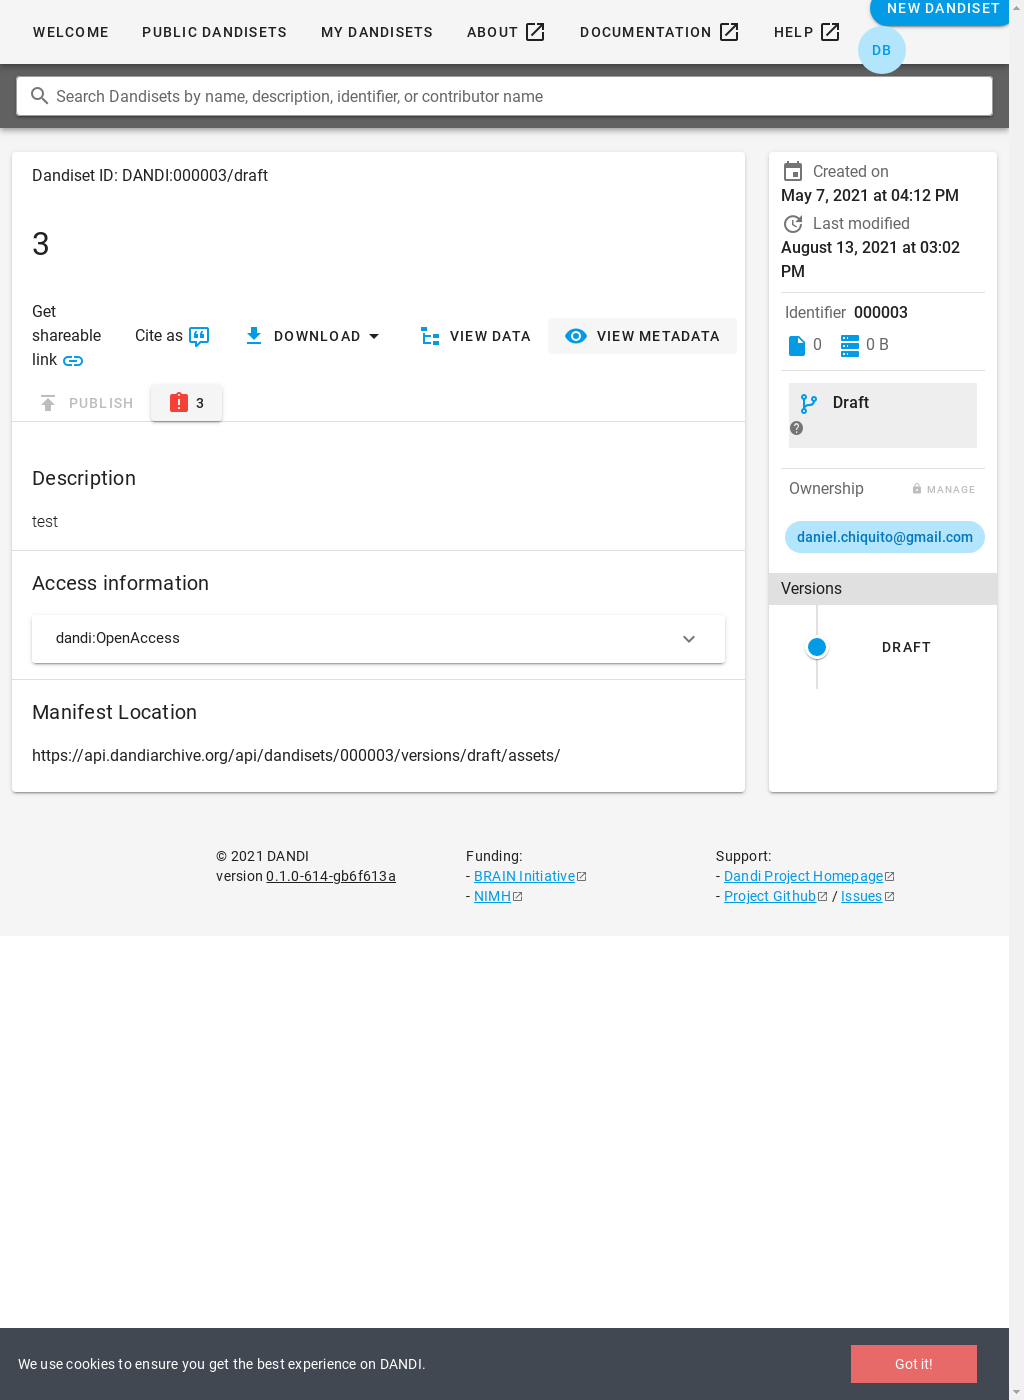 NEW DANDISET
WELCOME PUBLIC DANDISETS MY DANDISETS ABOUT DOCUMENTATION HELP
DB
Search Dandisets by name, description, identifier, or contributor name
Dandiset ID: DANDI:000003/draft
3
Get
shareable
link
Cite as
DOWNLOAD
VIEW DATA
VIEW METADATA
PUBLISH
3
Description
test
Access information
dandi:OpenAccess
Manifest Location
https://api.dandiarchive.org/api/dandisets/000003/versions/draft/assets/
Created on
May 7, 2021 at 04:12 PM
Last modified
August 13, 2021 at 03:02
PM
Identifier 000003
0 0 B
Draft
Ownership MANAGE
daniel.chiquito@gmail.com
Versions
DRAFT
© 2021 DANDI
version 0.1.0-614-gb6f613a
Funding:
- BRAIN Initiative
- NIMH
Support:
- Dandi Project Homepage
- Project Github / Issues
We use cookies to ensure you get the best experience on DANDI.
Got it!